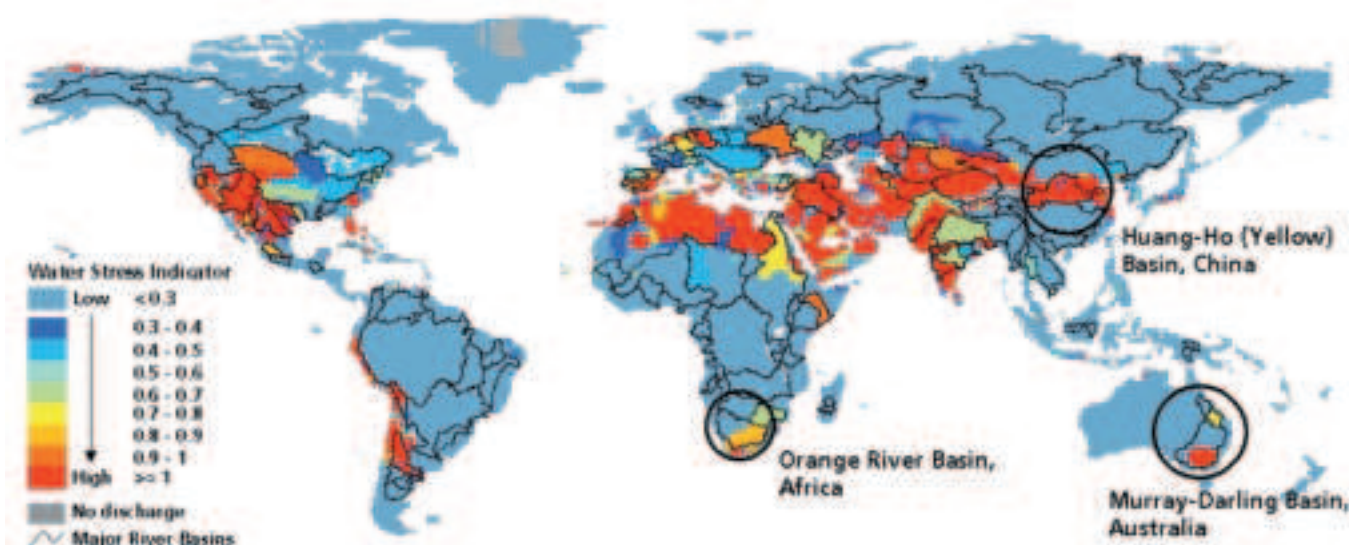 Huang-Ho (Yellow)
Basin, China
Water Stress Indicator
Low < 0.3
0.3 - 0.4
0.4 - 0.5
0.5 - 0.6
0.6 - 0.7
0.7 - 0.8
0.8 - 0.9
0.9 - 1
High >= 1
No discharge
Major River Basins
Orange River Basin,
Africa
Murray-Darling Basin,
Australia